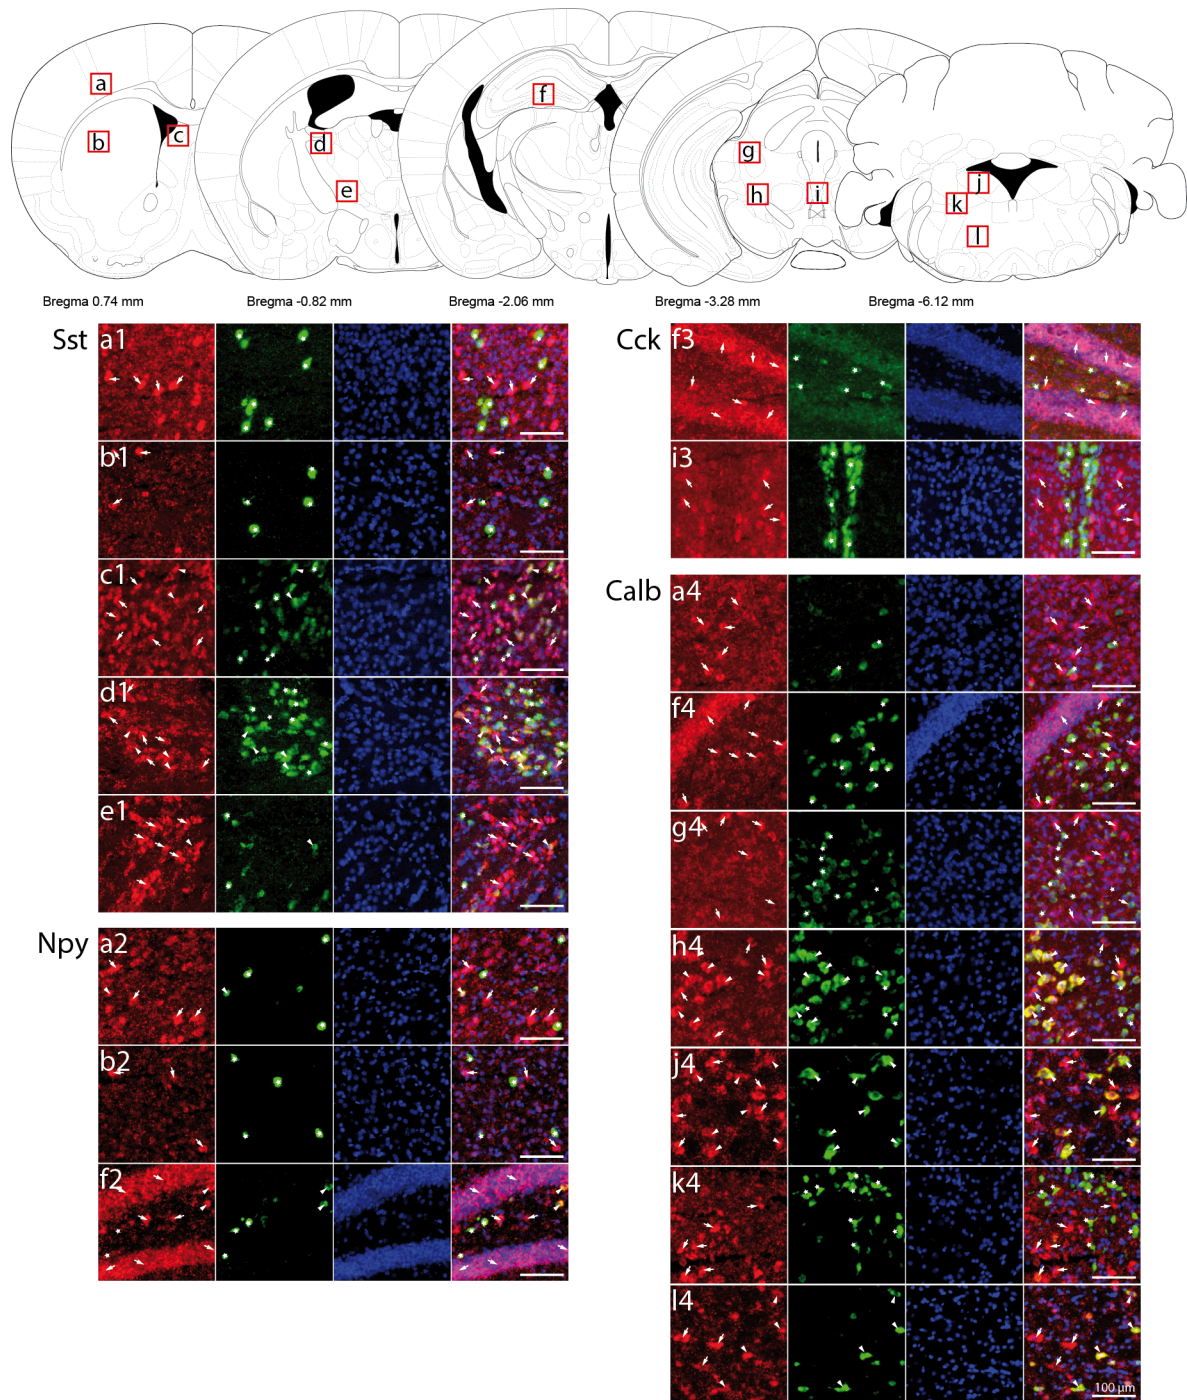 a
b
c
d
e
f
g
h
i
j
k
l
Bregma 0.74 mm
Bregma -0.82 mm
Bregma -2.06 mm
Bregma -3.28 mm
Bregma -6.12 mm
Sst
a1
b1
c1
d1
e1
Npy
a2
b2
f2
Cck
f3
i3
Calb
a4
f4
g4
h4
j4
k4
l4
100 μm